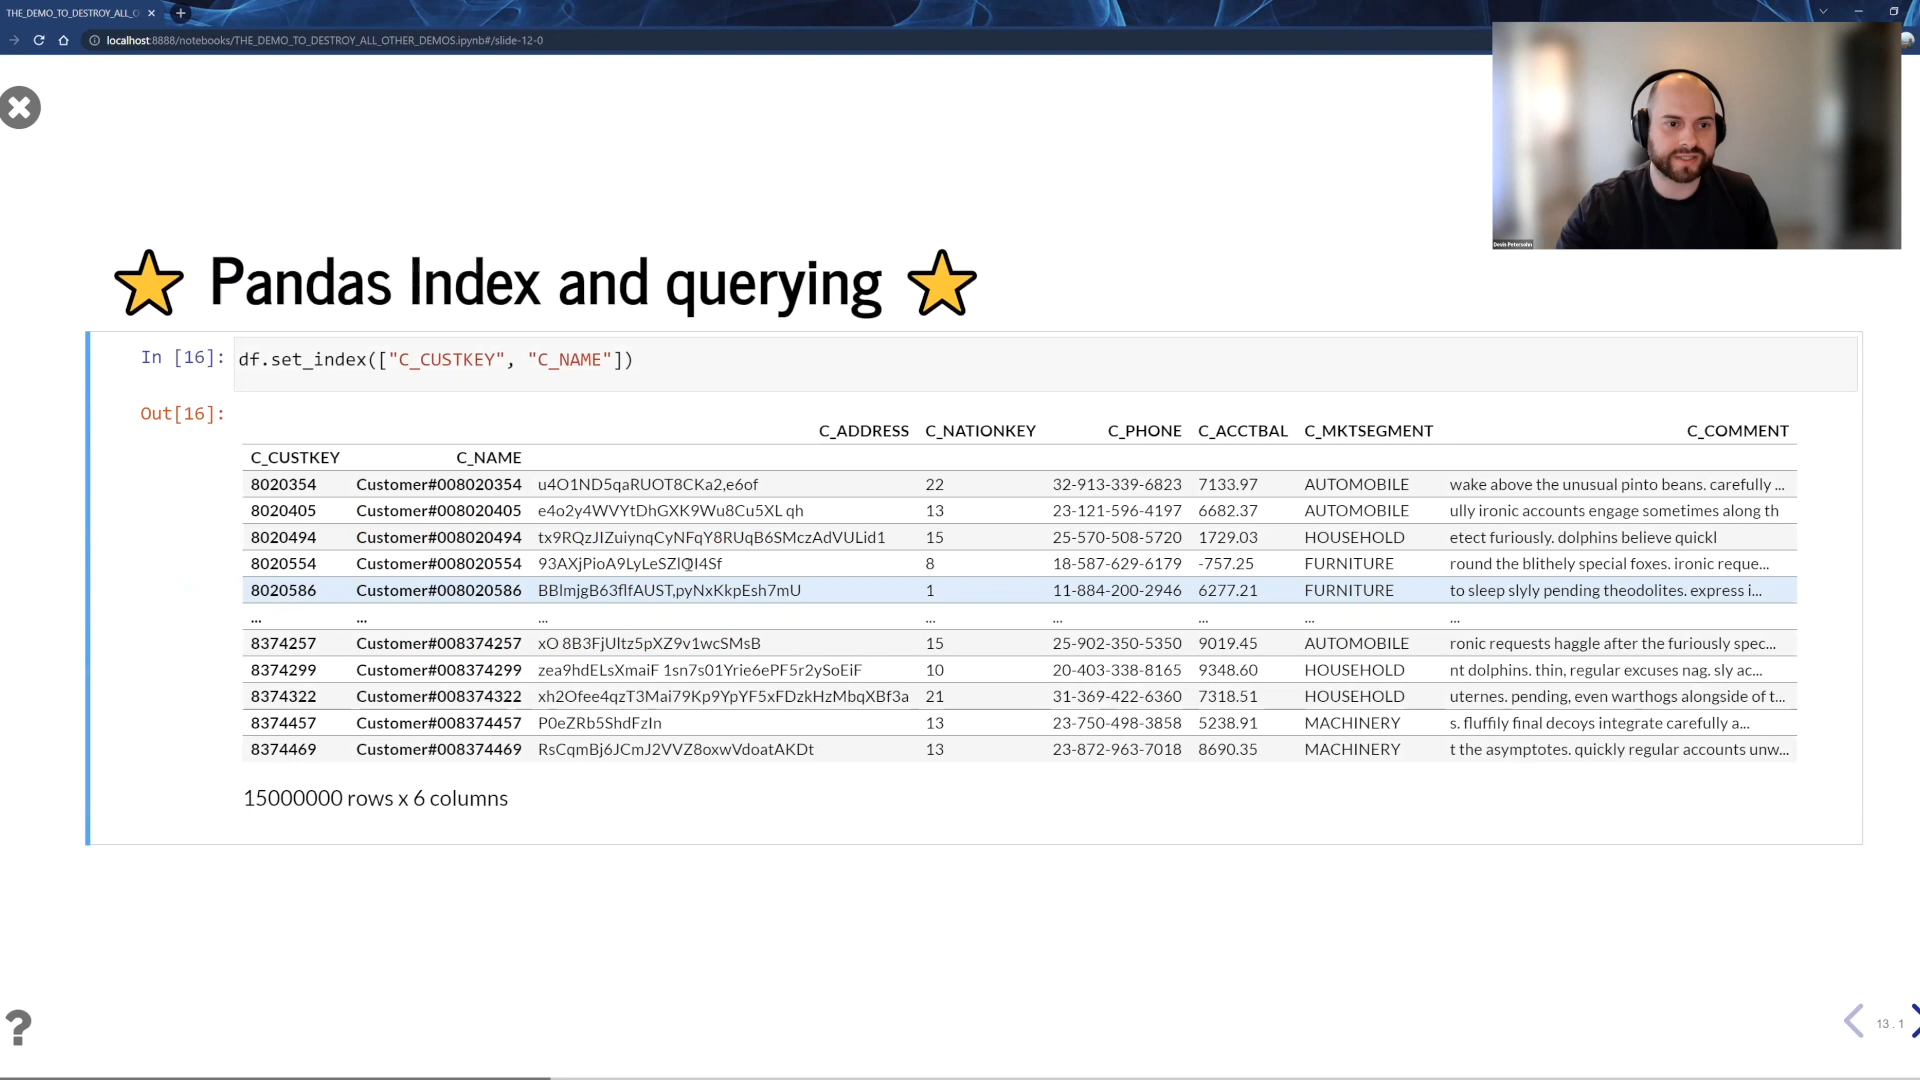 THE_DEMO_TO_DESTROY_ALL_O
localhost:8888/notebooks/THE_DEMO_TO_DESTROY_ALL_OTHER_DEMOS.ipynb#/slide-12-0
Devin Petersohn
Pandas Index and querying
In [16]: df.set_index(["C_CUSTKEY", "C_NAME"])
Out[16]:
C_ADDRESS C_NATIONKEY C_PHONE C_ACCTBAL C_MKTSEGMENT C_COMMENT
C_CUSTKEY C_NAME
8020354 Customer#008020354 u4O1ND5qaRUOT8CKa2,e6of 22 32-913-339-6823 7133.97 AUTOMOBILE wake above the unusual pinto beans. carefully ...
8020405 Customer#008020405 e4o2y4WVYtDhGXK9Wu8Cu5XL qh 13 23-121-596-4197 6682.37 AUTOMOBILE ully ironic accounts engage sometimes along th
8020494 Customer#008020494 tx9RQzJIZuiynqCyNFqY8RUqB6SMczAdVULid1 15 25-570-508-5720 1729.03 HOUSEHOLD etect furiously. dolphins believe quickl
8020554 Customer#008020554 8 18-587-629-6179 -757.25 FURNITURE round the blithely special foxes. ironic reque...
8020586 Customer#008020586 BBlmjgB63flfAUST,pyNxKkpEsh7mU 1 11-884-200-2946 6277.21 FURNITURE to sleep slyly pending theodolites. express i...
... ... ... ... ... ... ... ...
8374257 Customer#008374257 xO 8B3FjUltz5pXZ9v1wcSMsB 15 25-902-350-5350 9019.45 AUTOMOBILE ronic requests haggle after the furiously spec...
8374299 Customer#008374299 zea9hdELsXmaiF 1sn7s01Yrie6ePF5r2ySoEiF 10 20-403-338-8165 9348.60 HOUSEHOLD nt dolphins. thin, regular excuses nag. sly ac...
8374322 Customer#008374322 xh2Ofee4qzT3Mai79Kp9YpYF5xFDzkHzMbqXBf3a 21 31-369-422-6360 7318.51 HOUSEHOLD uternes. pending, even warthogs alongside of t...
8374457 Customer#008374457 P0eZRb5ShdFzIn 13 23-750-498-3858 5238.91 MACHINERY s. fluffily final decoys integrate carefully a...
8374469 Customer#008374469 RsCqmBj6JCmJ2VVZ8oxwVdoatAKDt 13 23-872-963-7018 8690.35 MACHINERY t the asymptotes. quickly regular accounts unw...
15000000 rows x 6 columns
?
13 . 1